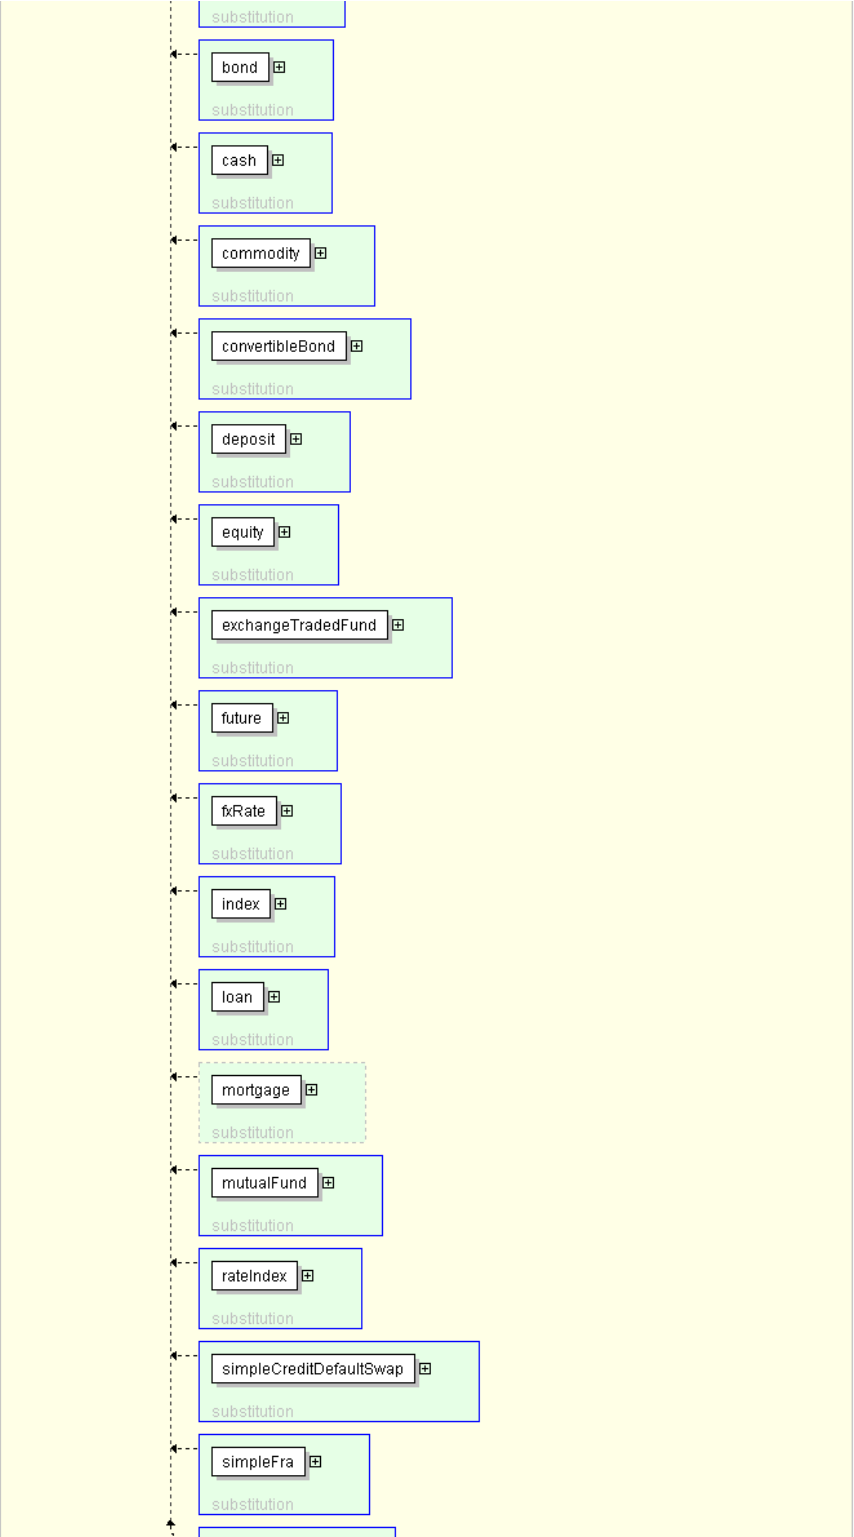 substitution
bond
substitution
cash
substitution
commodity
substitution
convertibleBond
substitution
deposit
substitution
equity
substitution
exchangeTradedFund
substitution
future
substitution
fxRate
substitution
index
substitution
loan
substitution
mortgage
substitution
mutualFund
substitution
rateIndex
substitution
simpleCreditDefaultSwap
substitution
simpleFra
substitution